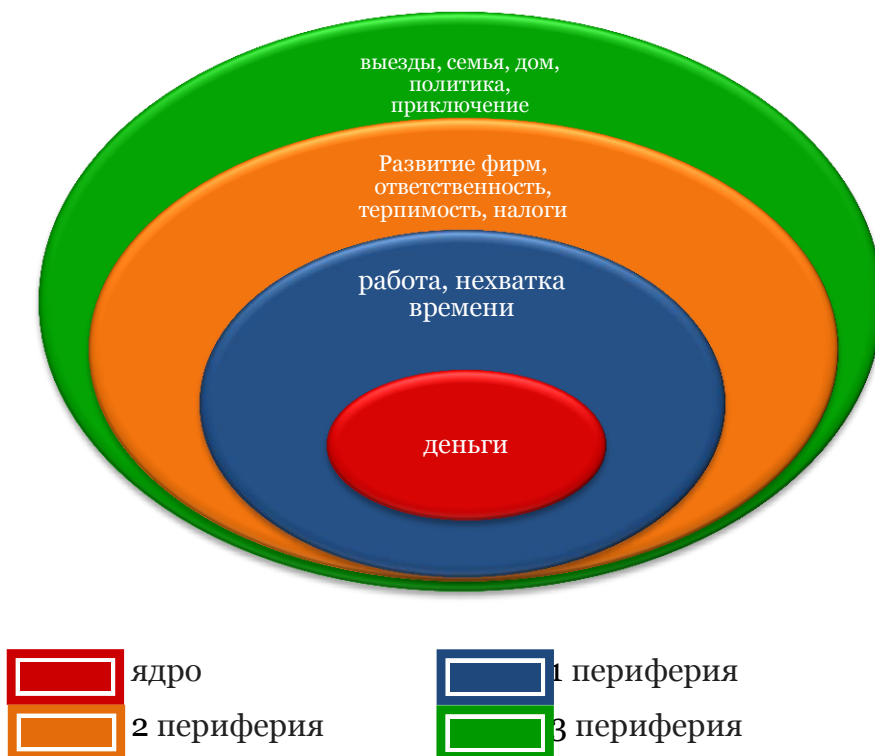 выезды, семья, дом,
политика,
приключение
Развитие фирм,
ответственность,
терпимость, налоги
работа, нехватка
времени
деньги
ядро
1 периферия
2 периферия
3 периферия